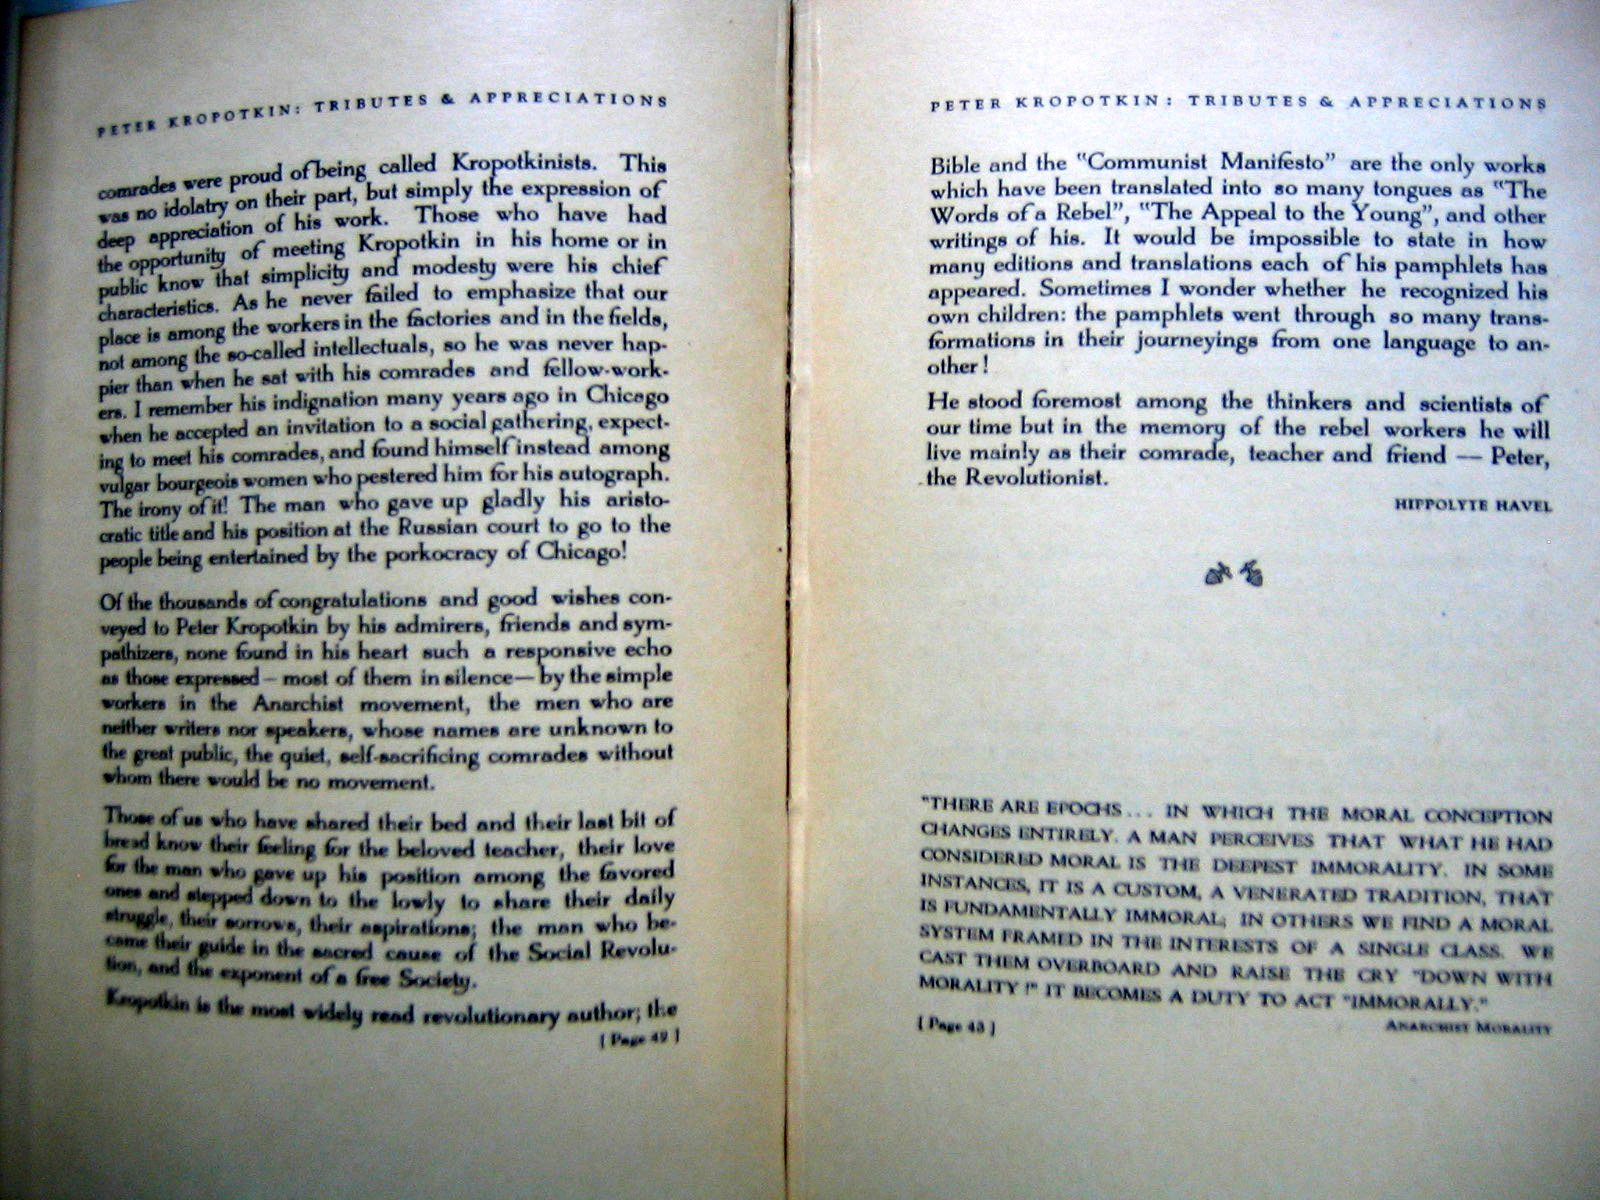 PETER KROPOTKIN: TRIBUTES & APPRECIATIONS
comrades were proud of being called Kropotkinists. This
was no idolatry on their part, but simply the expression of
deep appreciation of his work. Those who have had
the opportunity of meeting Kropotkin in his home or in
public know that simplicity and modesty were his chief
characteristics. As he never failed to emphasize that our
place is among the workers in the factories and in the fields,
not among the so-called intellectuals, so he was never hap-
pier than when he sat with his comrades and fellow-work-
ers. I remember his indignation many years ago in Chicago
when he accepted an invitation to a social gathering, expect-
ing to meet his comrades, and found himself instead among
vulgar bourgeois women who pestered him for his autograph.
The irony of it! The man who gave up gladly his aristo-
cratic title and his position at the Russian court to go to the
people being entertained by the porkocracy of Chicago!
Of the thousands of congratulations and good wishes con-
veyed to Peter Kropotkin by his admirers, friends and sym-
pathizers, none found in his heart such a responsive echo
as those expressed — most of them in silence — by the simple
workers in the Anarchist movement, the men who are
neither writers nor speakers, whose names are unknown to
the great public, the quiet, self-sacrificing comrades without
whom there would be no movement.
Those of us who have shared their bed and their last bit of
bread know their feeling for the beloved teacher, their love
for the man who gave up his position among the favored
ones and stepped down to the lowly to share their daily
struggle, their sorrows, their aspirations; the man who be-
came their guide in the sacred cause of the Social Revolu-
tion, and the exponent of a free Society.
Kropotkin is the most widely read revolutionary author; the
[ Page 42 ]
PETER KROPOTKIN: TRIBUTES & APPRECIATIONS
Bible and the "Communist Manifesto" are the only works
which have been translated into so many tongues as "The
Words of a Rebel", "The Appeal to the Young", and other
writings of his. It would be impossible to state in how
many editions and translations each of his pamphlets has
appeared. Sometimes I wonder whether he recognized his
own children: the pamphlets went through so many trans-
formations in their journeyings from one language to an-
other!
He stood foremost among the thinkers and scientists of
our time but in the memory of the rebel workers he will
live mainly as their comrade, teacher and friend — Peter,
the Revolutionist.
HIPPOLYTE HAVEL
"THERE ARE EPOCHS . . . IN WHICH THE MORAL CONCEPTION
CHANGES ENTIRELY. A MAN PERCEIVES THAT WHAT HE HAD
CONSIDERED MORAL IS THE DEEPEST IMMORALITY. IN SOME
INSTANCES, IT IS A CUSTOM, A VENERATED TRADITION, THAT
IS FUNDAMENTALLY IMMORAL; IN OTHERS WE FIND A MORAL
SYSTEM FRAMED IN THE INTERESTS OF A SINGLE CLASS. WE
CAST THEM OVERBOARD AND RAISE THE CRY "DOWN WITH
MORALITY!" IT BECOMES A DUTY TO ACT "IMMORALLY."
ANARCHIST MORALITY
[ Page 43 ]